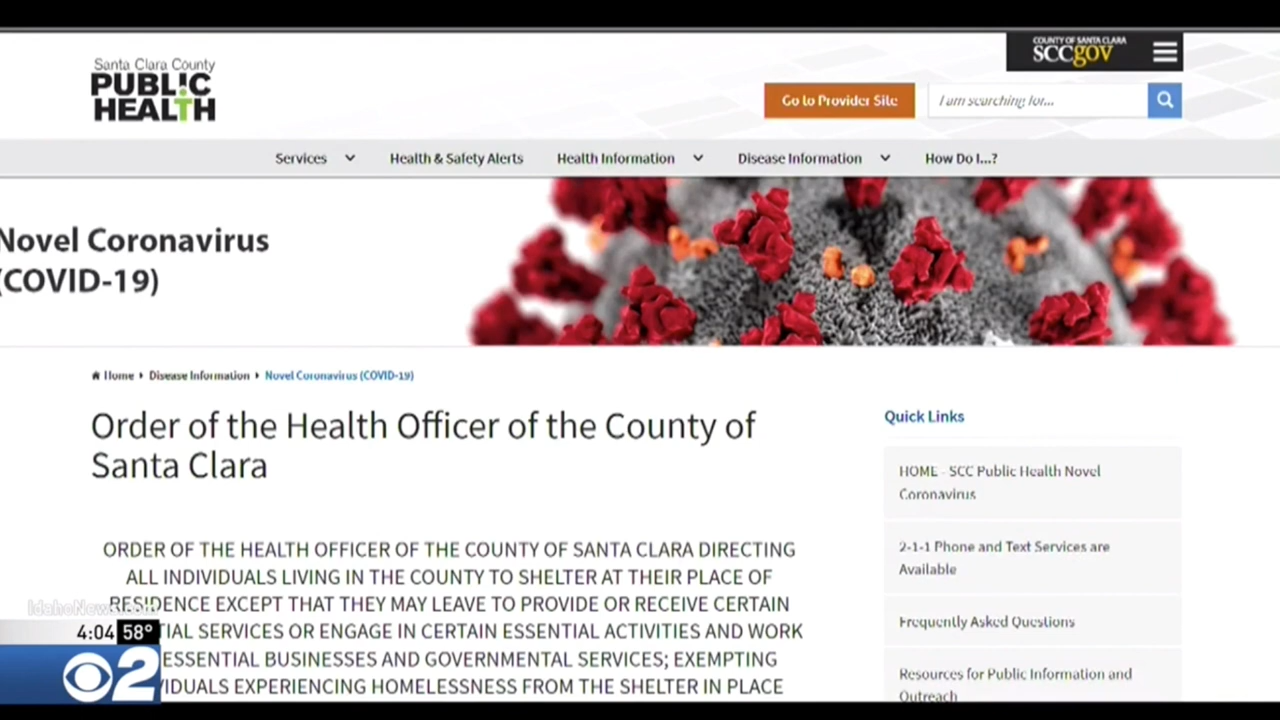 COUNTY OF SANTA CLARA
SCCgov
Santa Clara County
PUBLIC
HEALTH
Go to Provider Site
I am searching for...
Services
Health & Safety Alerts
Health Information
Disease Information
How Do I...?
Novel Coronavirus
(COVID-19)
Home
Disease Information
Novel Coronavirus (COVID-19)
Order of the Health Officer of the County of
Santa Clara
ORDER OF THE HEALTH OFFICER OF THE COUNTY OF SANTA CLARA DIRECTING
ALL INDIVIDUALS LIVING IN THE COUNTY TO SHELTER AT THEIR PLACE OF
RESIDENCE EXCEPT THAT THEY MAY LEAVE TO PROVIDE OR RECEIVE CERTAIN
TIAL SERVICES OR ENGAGE IN CERTAIN ESSENTIAL ACTIVITIES AND WORK
ESSENTIAL BUSINESSES AND GOVERNMENTAL SERVICES; EXEMPTING
VIDUALS EXPERIENCING HOMELESSNESS FROM THE SHELTER IN PLACE
Quick Links
HOME - SCC Public Health Novel
Coronavirus
2-1-1 Phone and Text Services are
Available
Frequently Asked Questions
Resources for Public Information and
Outreach
IdahoNews.com
4:04 58°
2